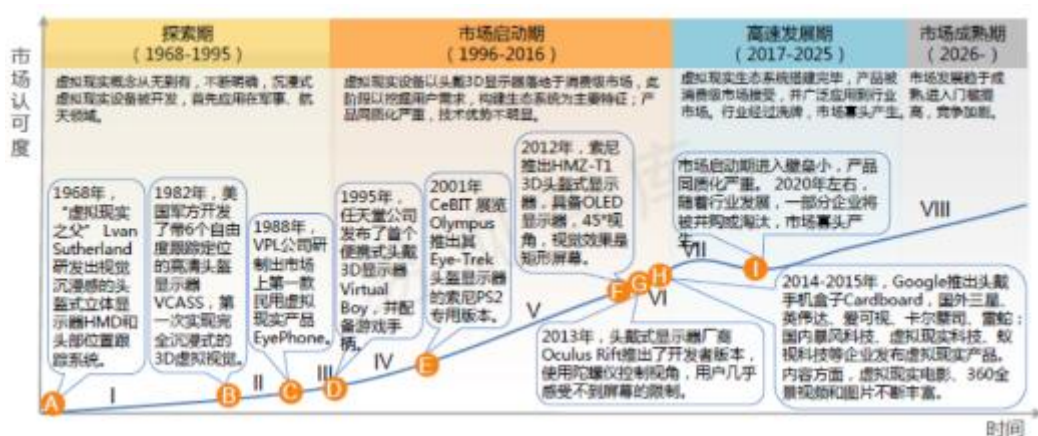 市场认可度
探索期
（1968-1995）
虚拟现实概念从无到有，不断明确，沉浸式
虚拟现实设备被开发，首先应用在军事、航
天领域。
市场启动期
（1996-2016）
虚拟现实设备以头戴3D显示器落地于消费级市场，此
阶段以挖掘用户需求，构建生态系统为主要特征；产
品同质化严重，技术优势不明显。
高速发展期
（2017-2025）
虚拟现实生态系统搭建完毕，产品被
消费级市场接受，并广泛应用到行业
市场。行业经过洗牌，市场寡头产生。
市场成熟期
（2026- ）
市场发展趋于成
熟,进入门槛提
高，竞争加剧。
1968年，
“虚拟现实
之父” Lvan
Sutherland
研发出视觉
沉浸感的头
盔式立体显
示器HMD和
头部位置跟
踪系统。
1982年，美
国军方开发
了带6个自由
度跟踪定位
的高清头盔
显示器
VCASS，第
一次实现完
全沉浸式的
3D虚拟视觉。
1988年，
VPL公司研
制出市场
上第一款
民用虚拟
现实产品
EyePhone。
1995年，
任天堂公司
发布了首个
便携式头戴
3D显示器
Virtual
Boy，并配
备游戏手
柄。
2001年
CeBIT 展览
Olympus
推出其
Eye-Trek
头盔显示器
的索尼PS2
专用版本。
2012年，索尼
推出HMZ-T1
3D头盔式显示
器，具备OLED
显示器，45°视
角，视觉效果是
矩形屏幕。
2013年，头戴式显示器厂商
Oculus Rift推出了开发者版本，
使用陀螺仪控制视角，用户几乎
感受不到屏幕的限制。
市场启动期进入壁垒小，产品
同质化严重。 2020年左右，
随着行业发展，一部分企业将
被并购或淘汰，市场寡头产
生。
2014-2015年，Google推出头戴
手机盒子Cardboard，国外三星、
英伟达、爱可视、卡尔蔡司、雷蛇；
国内暴风科技、虚拟现实科技、蚁
视科技等企业发布虚拟现实产品。
内容方面，虚拟现实电影、360全
景视频和图片不断丰富。
A
I
B
II
C
III
D
IV
E
V
F
G
H
VI
VII
I
VIII
时间